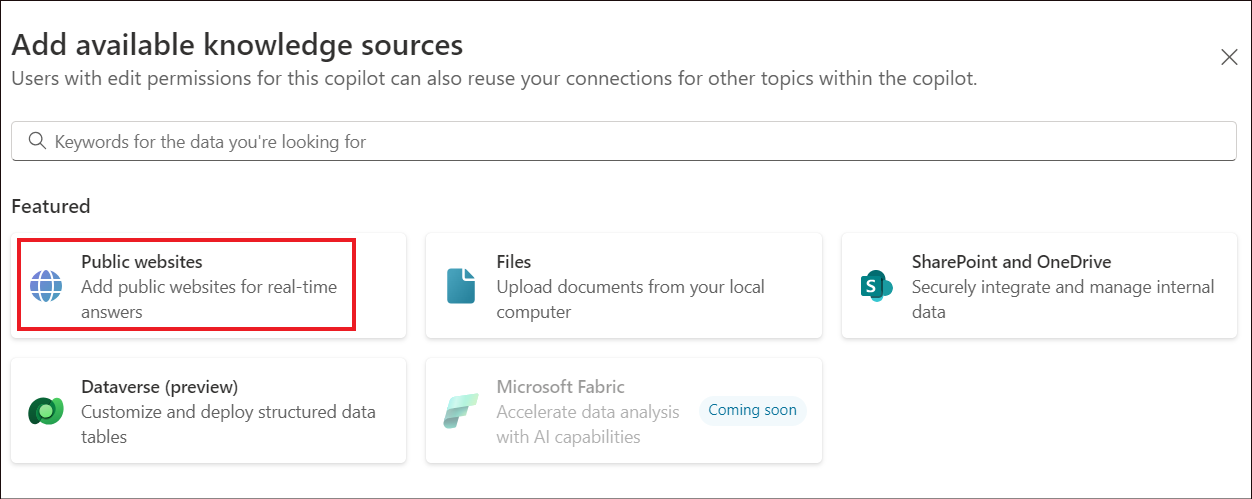 Add available knowledge sources
Users with edit permissions for this copilot can also reuse your connections for other topics within the copilot.
Keywords for the data you're looking for
Featured
Public websites
Add public websites for real-time
answers
Files
Upload documents from your local
computer
S
SharePoint and OneDrive
Securely integrate and manage internal
data
Dataverse (preview)
Customize and deploy structured data
tables
Microsoft Fabric
Accelerate data analysis
with AI capabilities
Coming soon